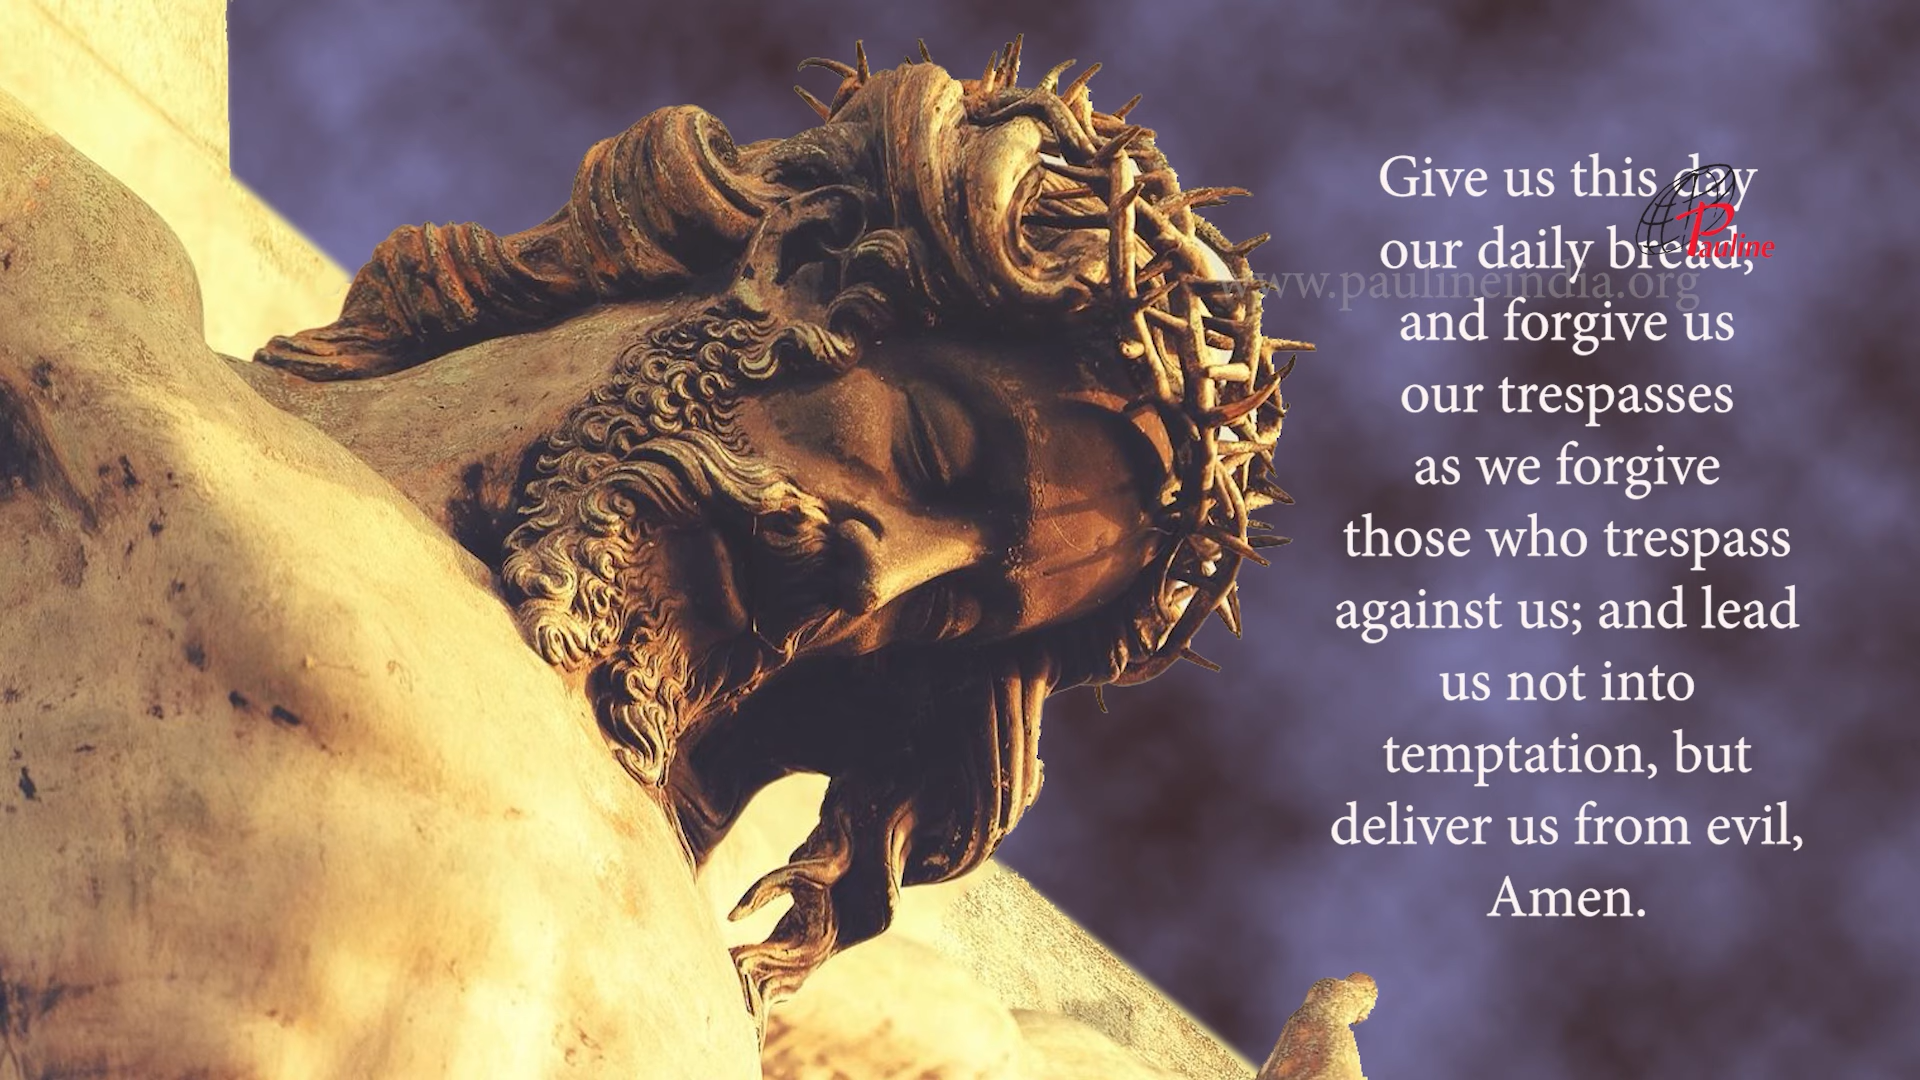 Give us this day
our daily bread,
Pauline
www.paulineindia.org
and forgive us
our trespasses
as we forgive
those who trespass
against us; and lead
us not into
temptation, but
deliver us from evil,
Amen.